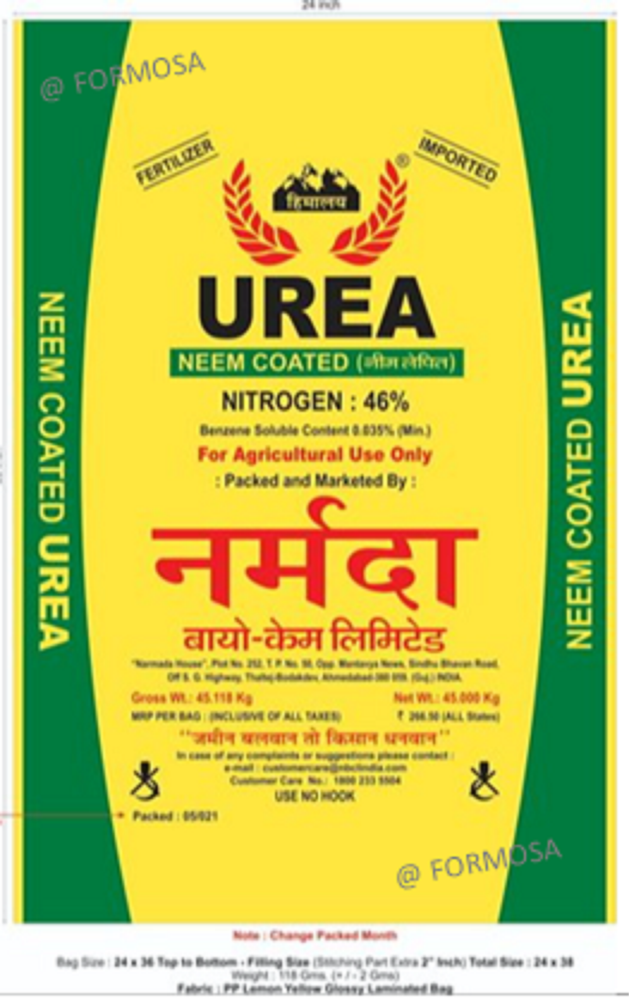 24 inch
@ FORMOSA
FERTILIZER
IMPORTED
®
हिमालय
UREA
NEEM COATED (नीम लेपित)
NITROGEN : 46%
Benzene Soluble Content 0.035% (Min.)
For Agricultural Use Only
: Packed and Marketed By :
नर्मदा
बायो-केम लिमिटेड
"Narmada House", Plot No. 252, T. P. No. 50, Opp. Mantavya News, Sindhu Bhavan Road,
Off S. G. Highway, Thaltej-Bodakdev, Ahmedabad-380 059. (Guj.) INDIA.
Gross Wt.: 45.118 Kg
Net Wt.: 45.000 Kg
MRP PER BAG : (INCLUSIVE OF ALL TAXES)
₹ 266.50 (ALL States)
"जमीन बलवान तो किसान धनवान"
In case of any complaints or suggestions please contact :
e-mail : customercare@nbclindia.com
Customer Care No.: 1800 233 5504
USE NO HOOK
Packed : 05/021
NEEM COATED UREA
NEEM COATED UREA
@ FORMOSA
Note : Change Packed Month
Bag Size : 24 x 36 Top to Bottom - Filling Size (Stitching Part Extra 2" Inch) Total Size : 24 x 38
Weight : 118 Gms. (+ / - 2 Gms)
Fabric : PP Lemon Yellow Glossy Laminated Bag